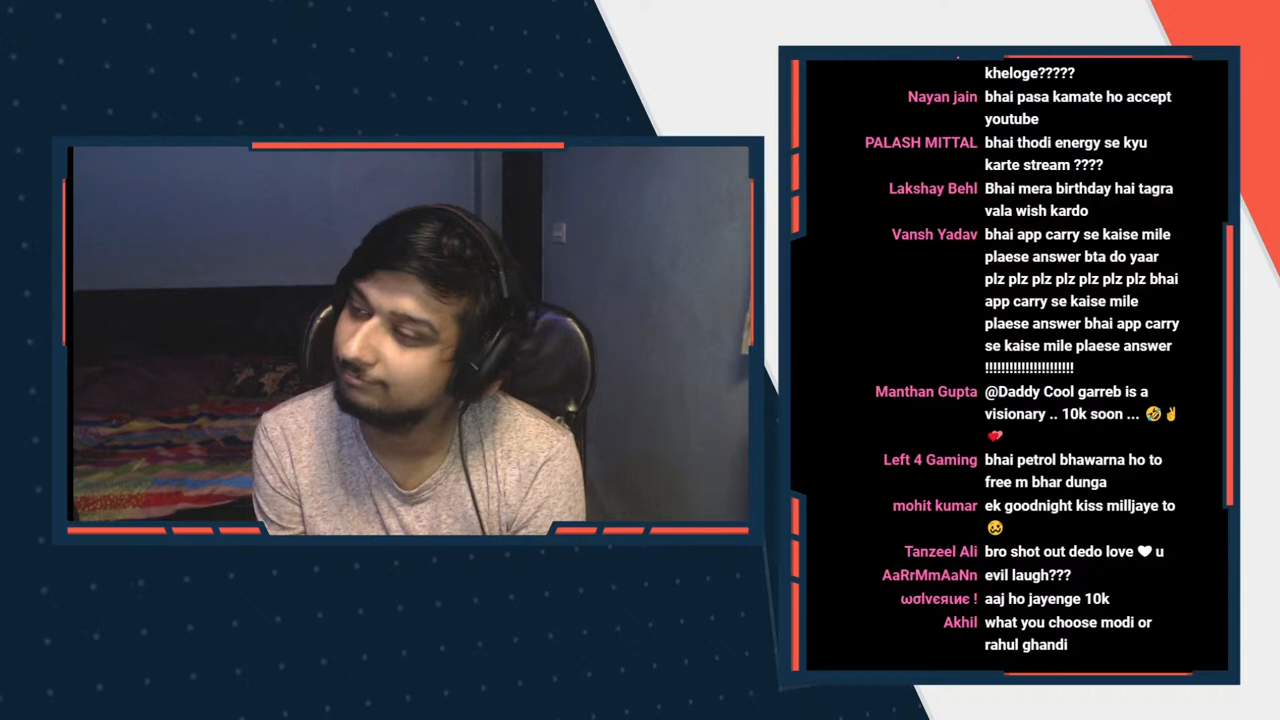 kheloge?????
Nayan jain bhai pasa kamate ho accept
youtube
PALASH MITTAL bhai thodi energy se kyu
karte stream ????
Lakshay Behl Bhai mera birthday hai tagra
vala wish kardo
Vansh Yadav bhai app carry se kaise mile
plaese answer bta do yaar
plz plz plz plz plz plz plz bhai
app carry se kaise mile
plaese answer bhai app carry
se kaise mile plaese answer
!!!!!!!!!!!!!!!!!!!!!!
Manthan Gupta @Daddy Cool garreb is a
visionary .. 10k soon ... 🤣✌
💕
Left 4 Gaming bhai petrol bhawarna ho to
free m bhar dunga
mohit kumar ek goodnight kiss milljaye to
🥴
Tanzeel Ali bro shot out dedo love 🤍 u
AaRrMmAaNn evil laugh???
ωσlνєяιиє ! aaj ho jayenge 10k
Akhil what you choose modi or
rahul ghandi